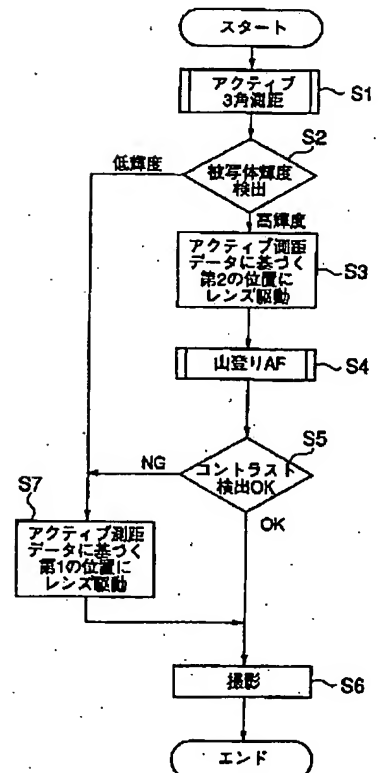 スタート
アクティブ
3角測距
S1
S2
低輝度
被写体輝度
検出
高輝度
アクティブ測距
データに基づく
第2の位置に
レンズ駆動
S3
山登りAF
S4
S5
NG
コントラスト
検出OK
OK
S7
アクティブ測距
データに基づく
第1の位置に
レンズ駆動
撮影
S6
エンド